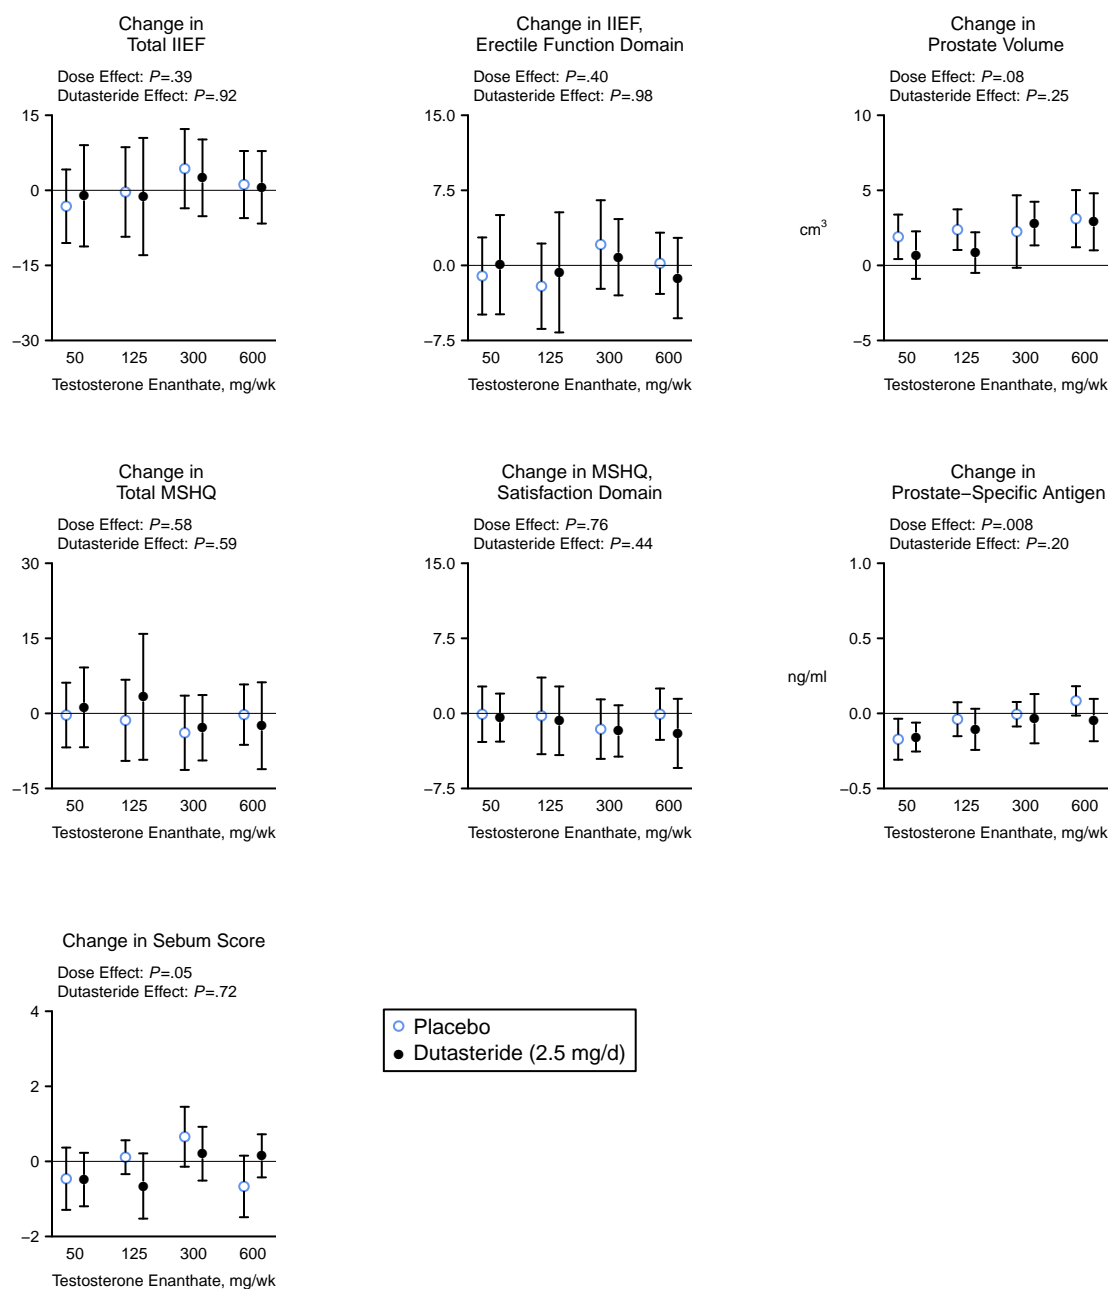 Change in
Total IIEF
Dose Effect: P=.39
Dutasteride Effect: P=.92
15
0
−15
−30
50 125 300 600
Testosterone Enanthate, mg/wk
Change in IIEF,
Erectile Function Domain
Dose Effect: P=.40
Dutasteride Effect: P=.98
15.0
7.5
0.0
−7.5
50 125 300 600
Testosterone Enanthate, mg/wk
Change in
Prostate Volume
Dose Effect: P=.08
Dutasteride Effect: P=.25
cm³
10
5
0
−5
50 125 300 600
Testosterone Enanthate, mg/wk
Change in
Total MSHQ
Dose Effect: P=.58
Dutasteride Effect: P=.59
30
15
0
−15
50 125 300 600
Testosterone Enanthate, mg/wk
Change in MSHQ,
Satisfaction Domain
Dose Effect: P=.76
Dutasteride Effect: P=.44
15.0
7.5
0.0
−7.5
50 125 300 600
Testosterone Enanthate, mg/wk
Change in
Prostate−Specific Antigen
Dose Effect: P=.008
Dutasteride Effect: P=.20
ng/ml
1.0
0.5
0.0
−0.5
50 125 300 600
Testosterone Enanthate, mg/wk
Change in Sebum Score
Dose Effect: P=.05
Dutasteride Effect: P=.72
4
2
0
−2
50 125 300 600
Testosterone Enanthate, mg/wk
Placebo
Dutasteride (2.5 mg/d)